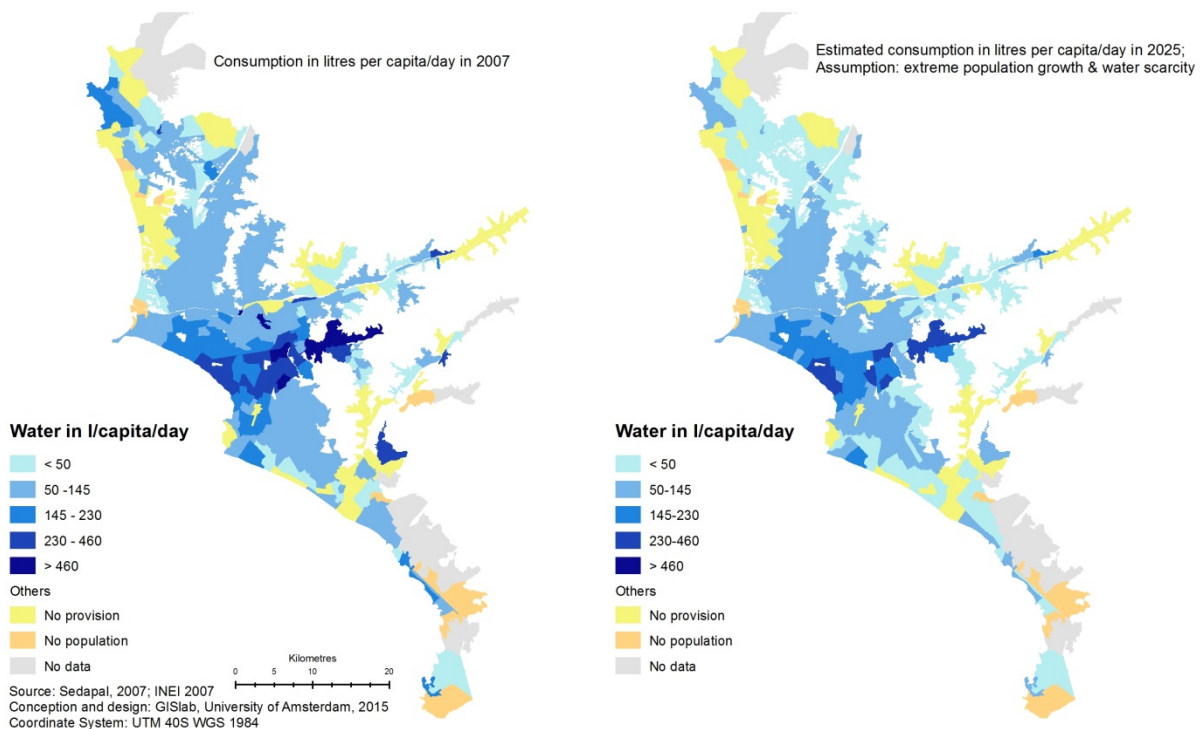 Consumption in litres per capita/day in 2007
Water in l/capita/day
< 50
50 -145
145 - 230
230 - 460
> 460
Others
No provision
No population
No data
Kilometres
0 5 10 20
Source: Sedapal, 2007; INEI 2007
Conception and design: GISlab, University of Amsterdam, 2015
Coordinate System: UTM 40S WGS 1984
Estimated consumption in litres per capita/day in 2025;
Assumption: extreme population growth & water scarcity
Water in l/capita/day
< 50
50-145
145-230
230-460
> 460
Others
No provision
No population
No data